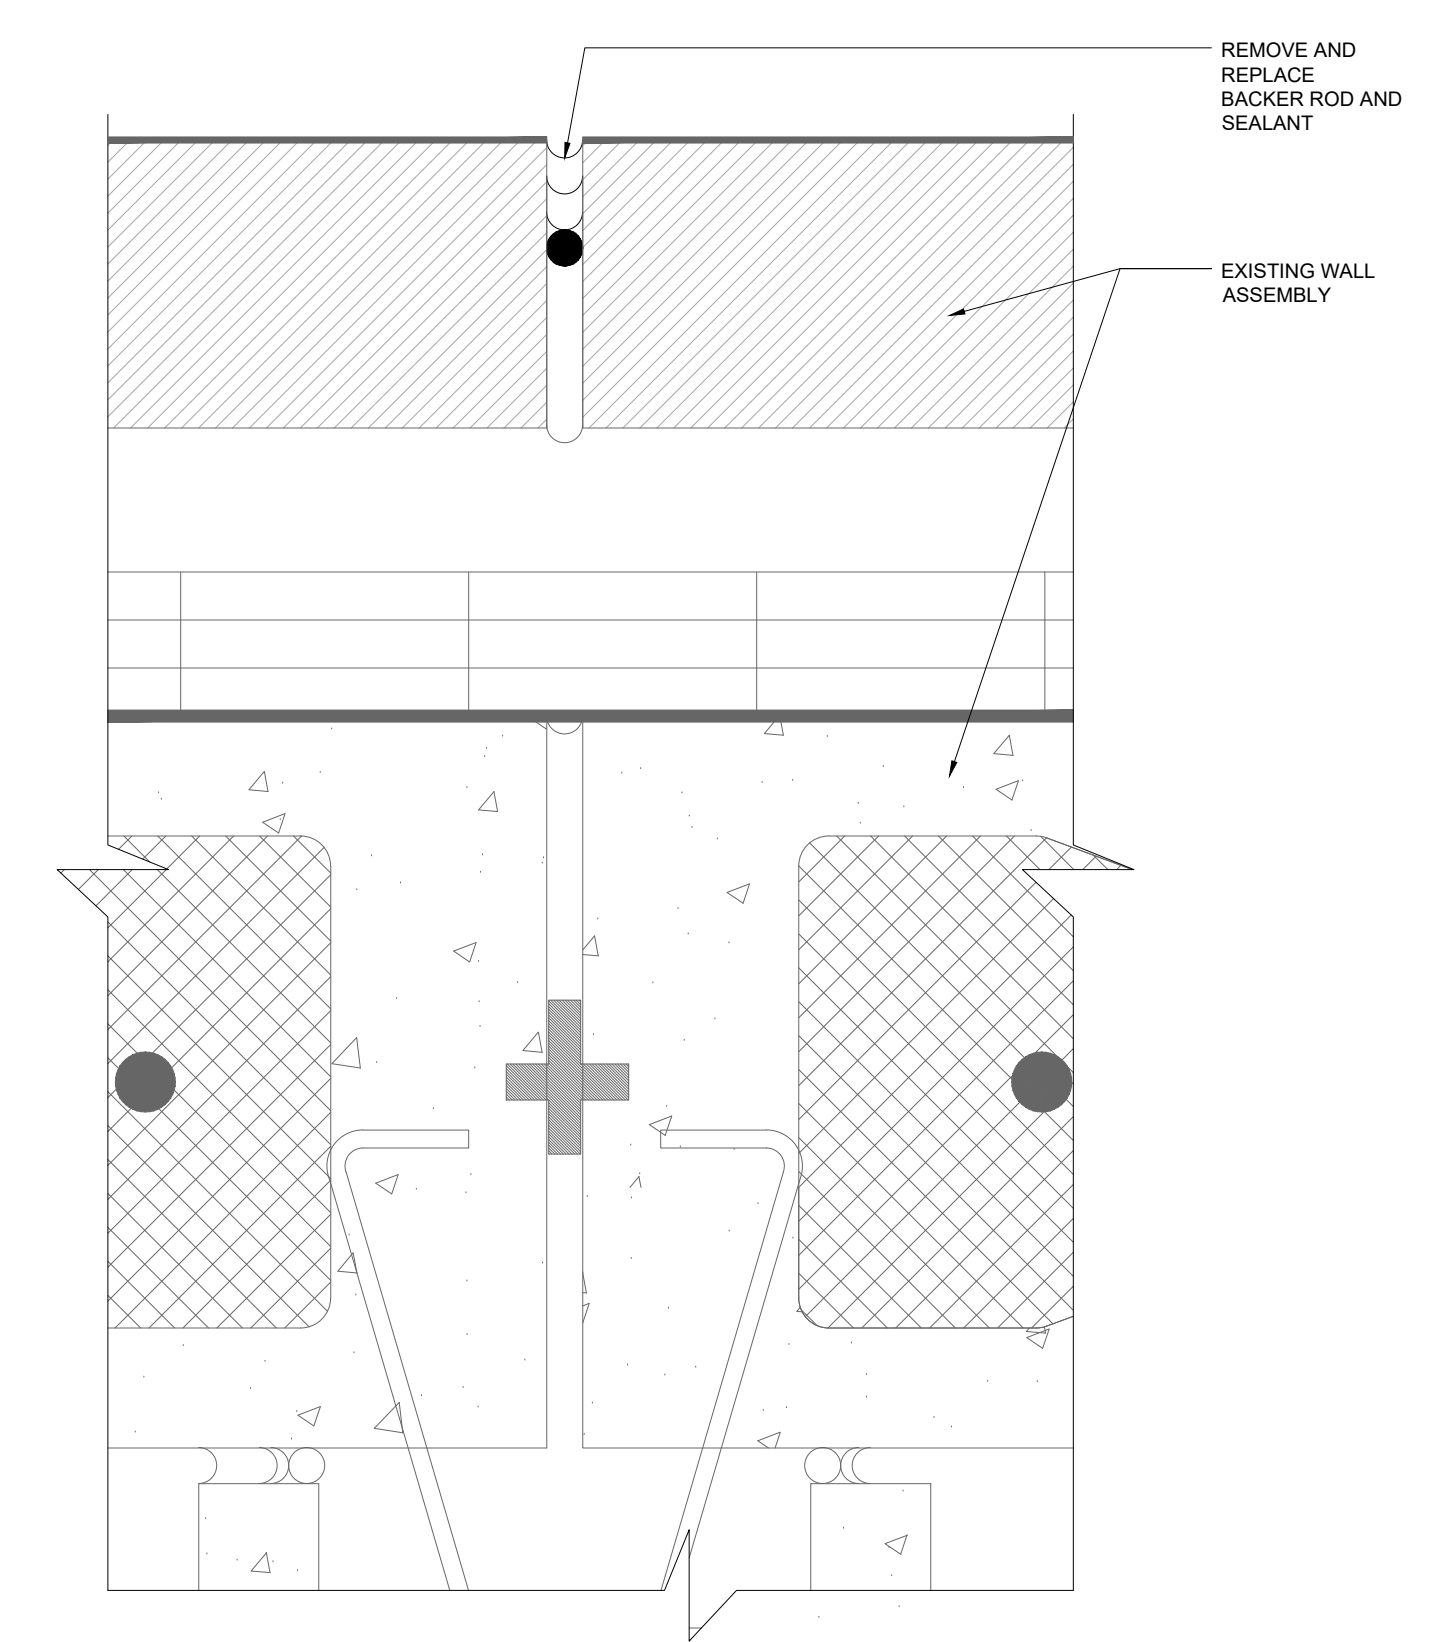 REMOVE AND
REPLACE
BACKER ROD AND
SEALANT
EXISTING WALL
ASSEMBLY